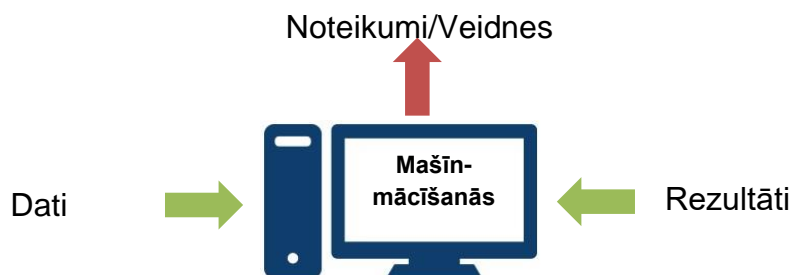 Noteikumi/Veidnes
Mašīn-
mācīšanās
Dati
Rezultāti